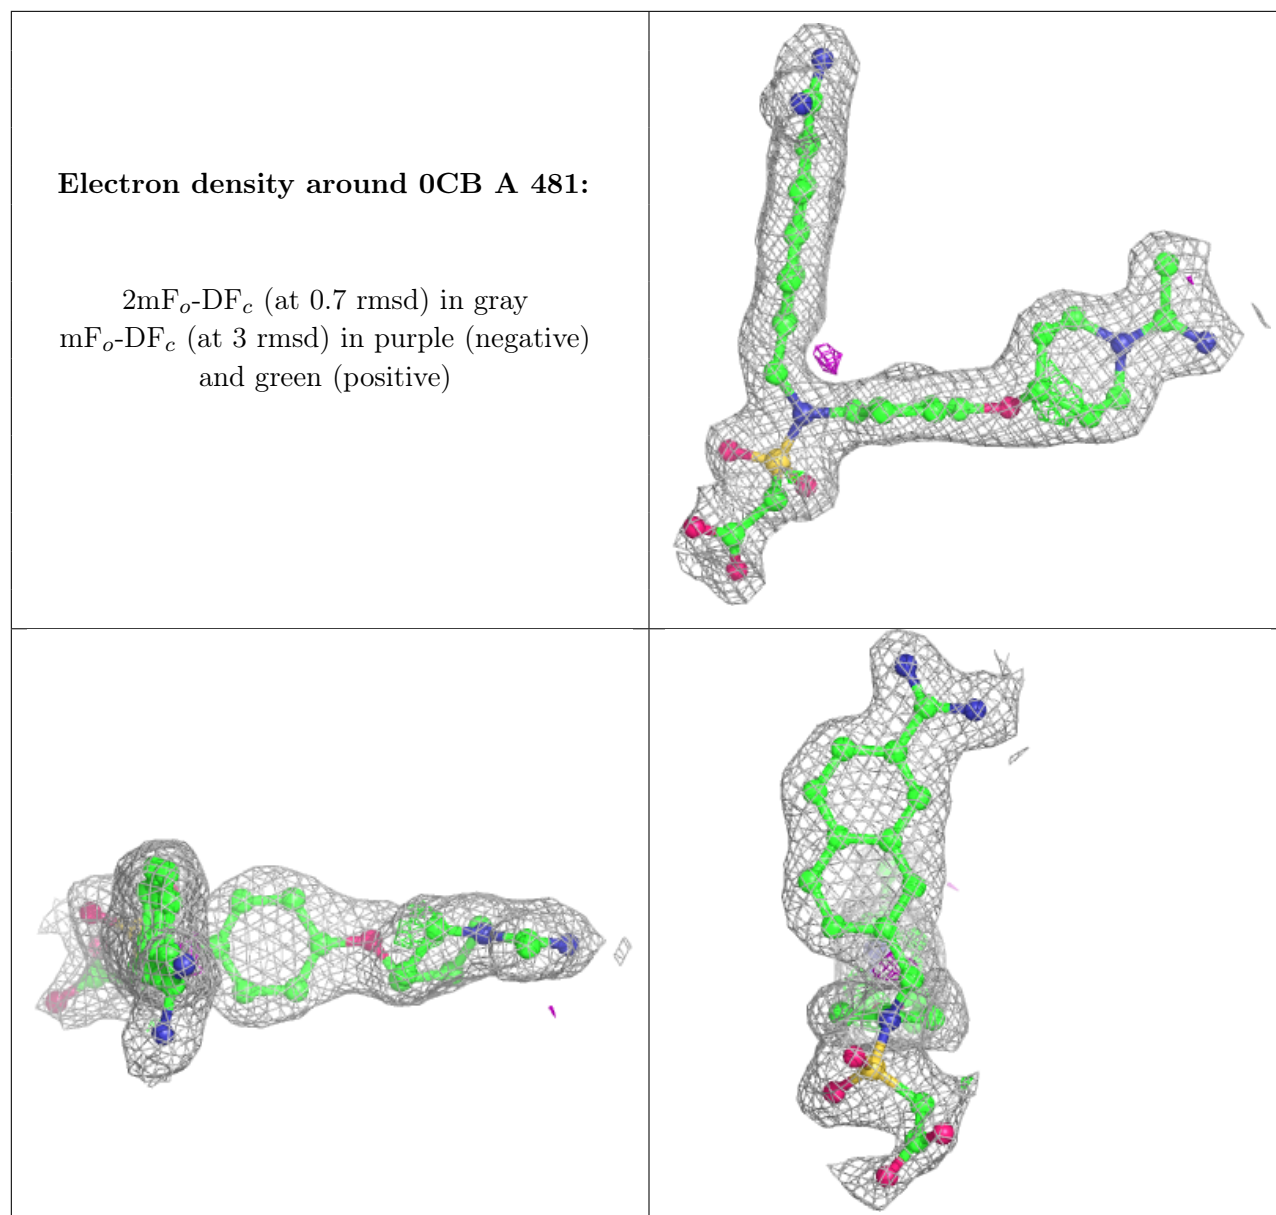 Electron density around 0CB A 481:
2mFo-DFc (at 0.7 rmsd) in gray
mFo-DFc (at 3 rmsd) in purple (negative)
and green (positive)